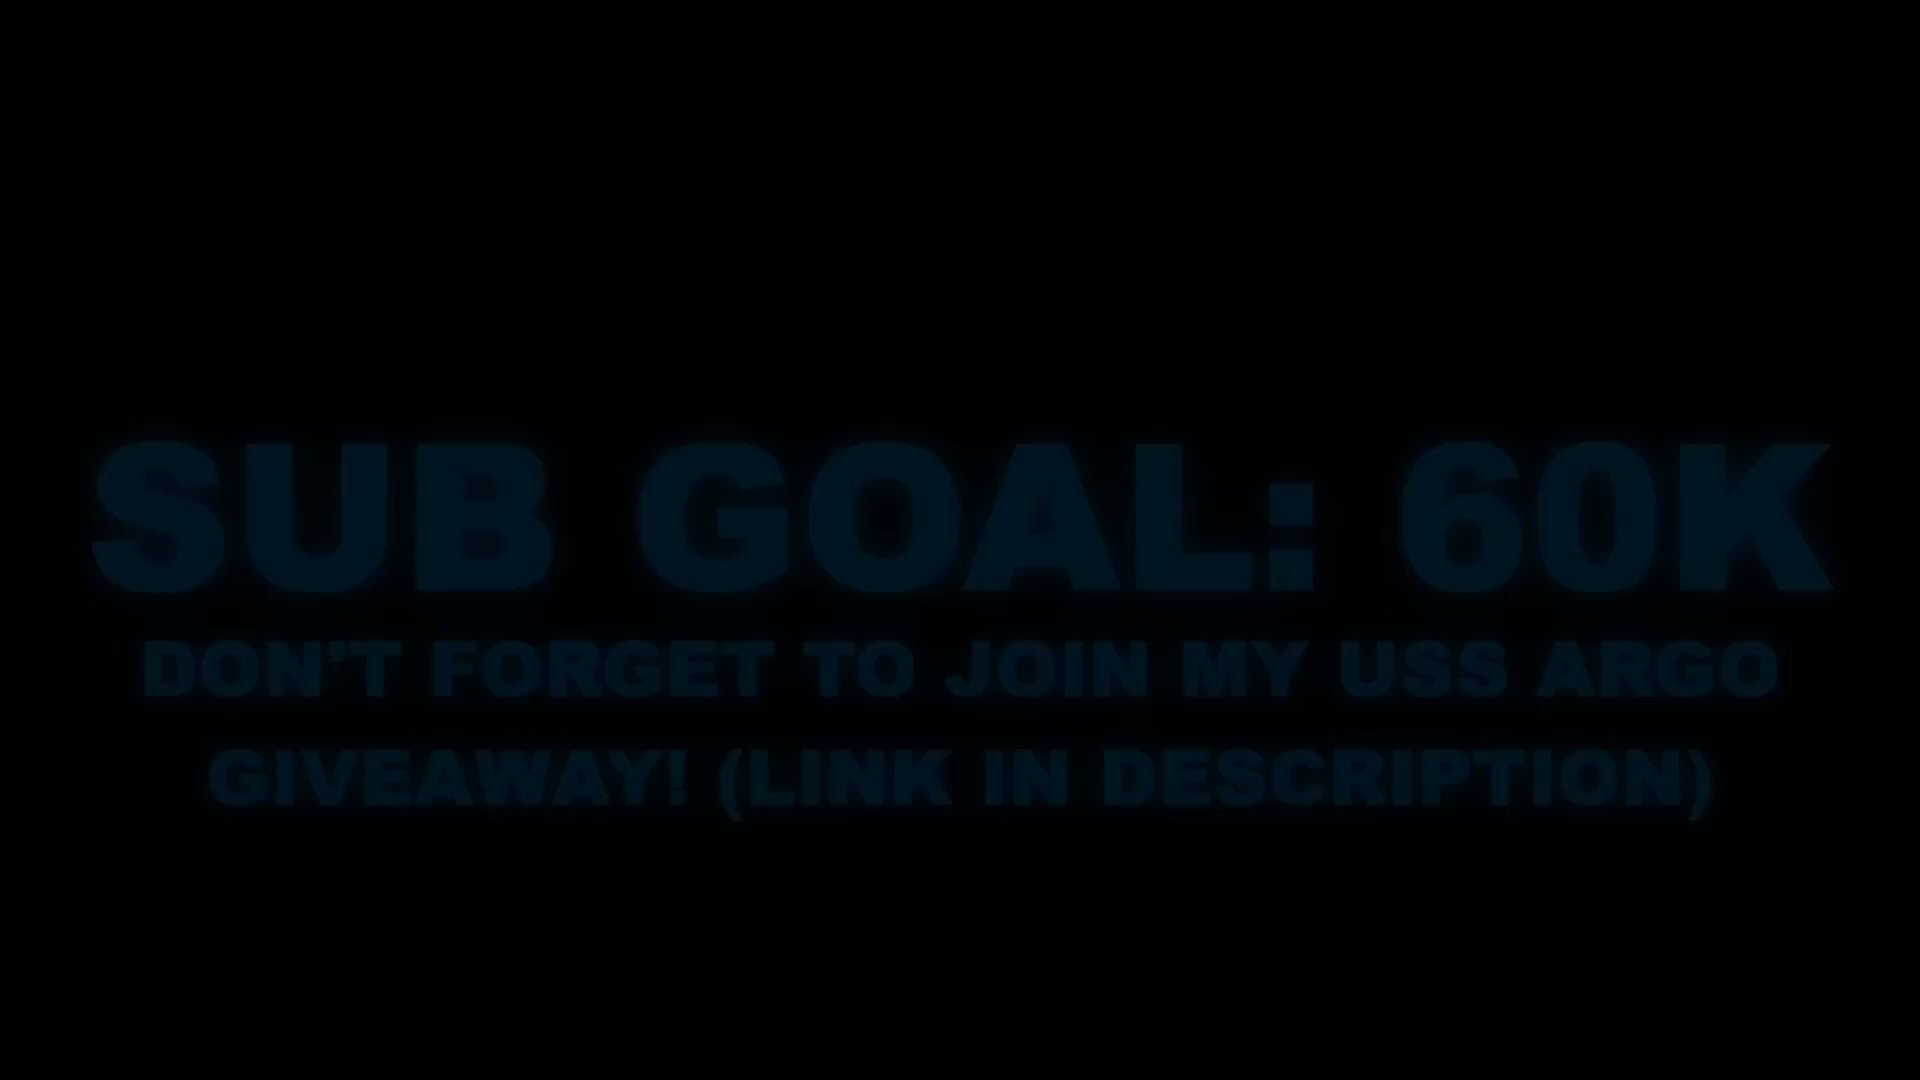 SUB GOAL: 60K
DON'T FORGET TO JOIN MY USS ARGO
GIVEAWAY! (LINK IN DESCRIPTION)